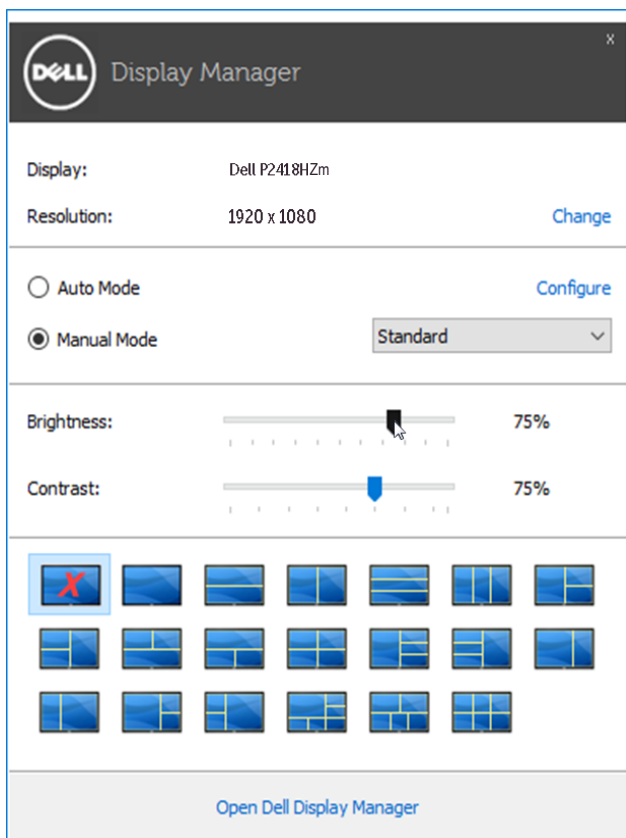 x
DELL Display Manager
Display: Dell P2418HZm
Resolution: 1920 x 1080 Change
Auto Mode Configure
Manual Mode Standard
Brightness: 75%
Contrast: 75%
X
Open Dell Display Manager